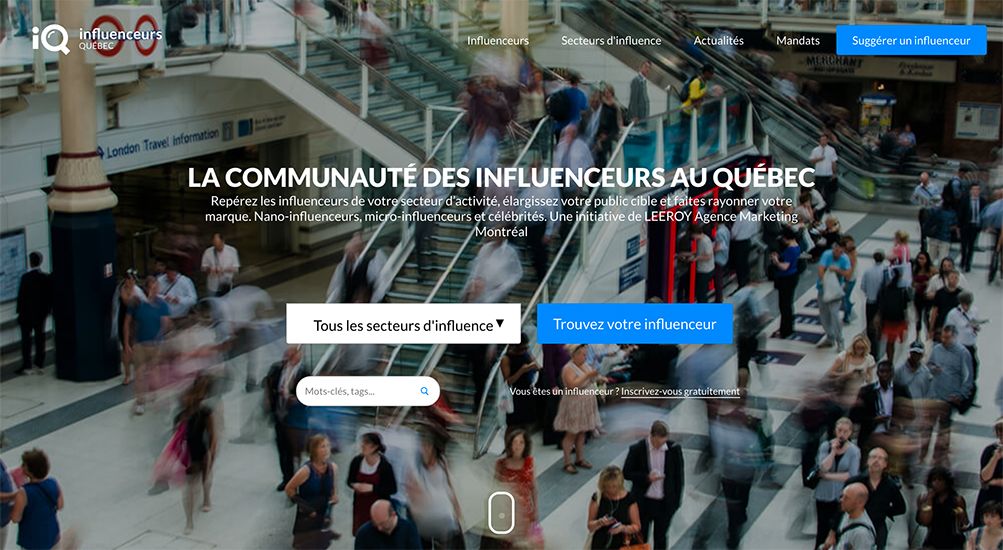 iQ influenceurs
QUÉBEC
Influenceurs Secteurs d'influence Actualités Mandats Suggérer un influenceur
MERCHANT
London Travel Information
LA COMMUNAUTÉ DES INFLUENCEURS AU QUÉBEC
Repérez les influenceurs de votre secteur d'activité, élargissez votre public cible et faites rayonner votre
marque. Nano-influenceurs, micro-influenceurs et célébrités. Une initiative de LEEROY Agence Marketing
Montréal
Tous les secteurs d'influence ▼ Trouvez votre influenceur
Mots-clés, tags...
Vous êtes un influenceur ? Inscrivez-vous gratuitement